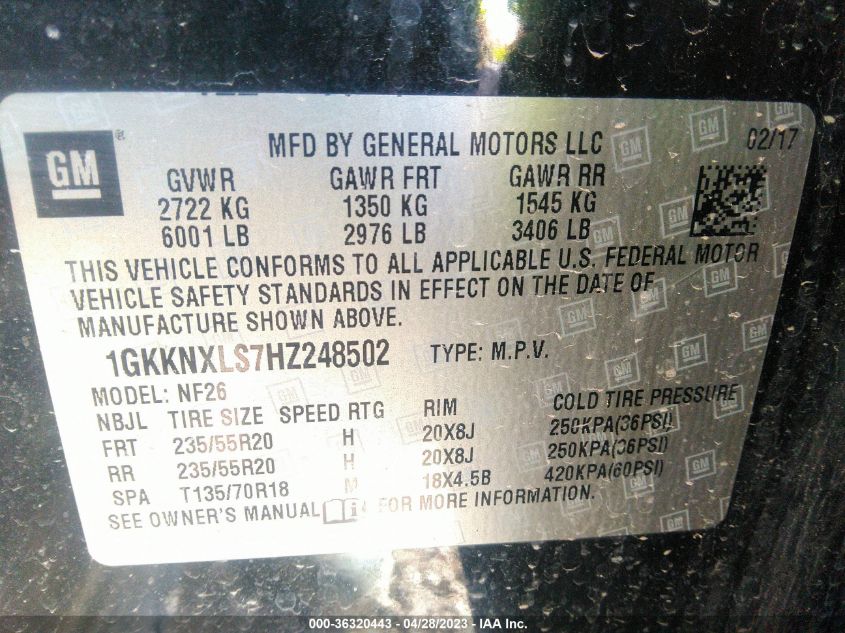 GM
MFD BY GENERAL MOTORS LLC 02/17
GVWR GAWR FRT GAWR RR
2722 KG 1350 KG 1545 KG
6001 LB 2976 LB 3406 LB
THIS VEHICLE CONFORMS TO ALL APPLICABLE U.S. FEDERAL MOTOR
VEHICLE SAFETY STANDARDS IN EFFECT ON THE DATE OF
MANUFACTURE SHOWN ABOVE.
1GKKNXLS7HZ248502 TYPE: M.P.V.
MODEL: NF26
NBJL TIRE SIZE SPEED RTG RIM COLD TIRE PRESSURE
FRT 235/55R20 H 20X8J 250KPA(36PSI)
RR 235/55R20 H 20X8J 250KPA(36PSI)
SPA T135/70R18 M 18X4.5B 420KPA(60PSI)
SEE OWNER'S MANUAL FOR MORE INFORMATION.
000-36320443 - 04/28/2023 - IAA Inc.